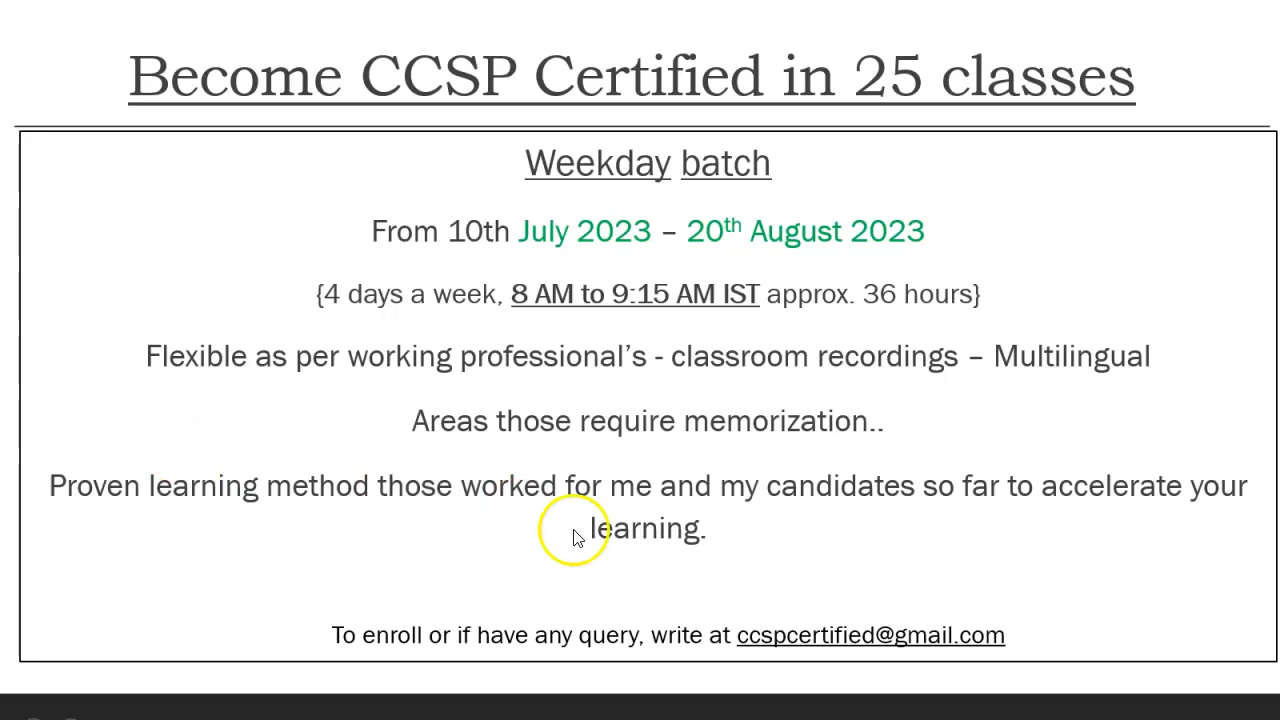 Become CCSP Certified in 25 classes
Weekday batch
From 10th July 2023 – 20th August 2023
{4 days a week, 8 AM to 9:15 AM IST approx. 36 hours}
Flexible as per working professional’s - classroom recordings – Multilingual
Areas those require memorization..
Proven learning method those worked for me and my candidates so far to accelerate your
learning.
To enroll or if have any query, write at ccspcertified@gmail.com